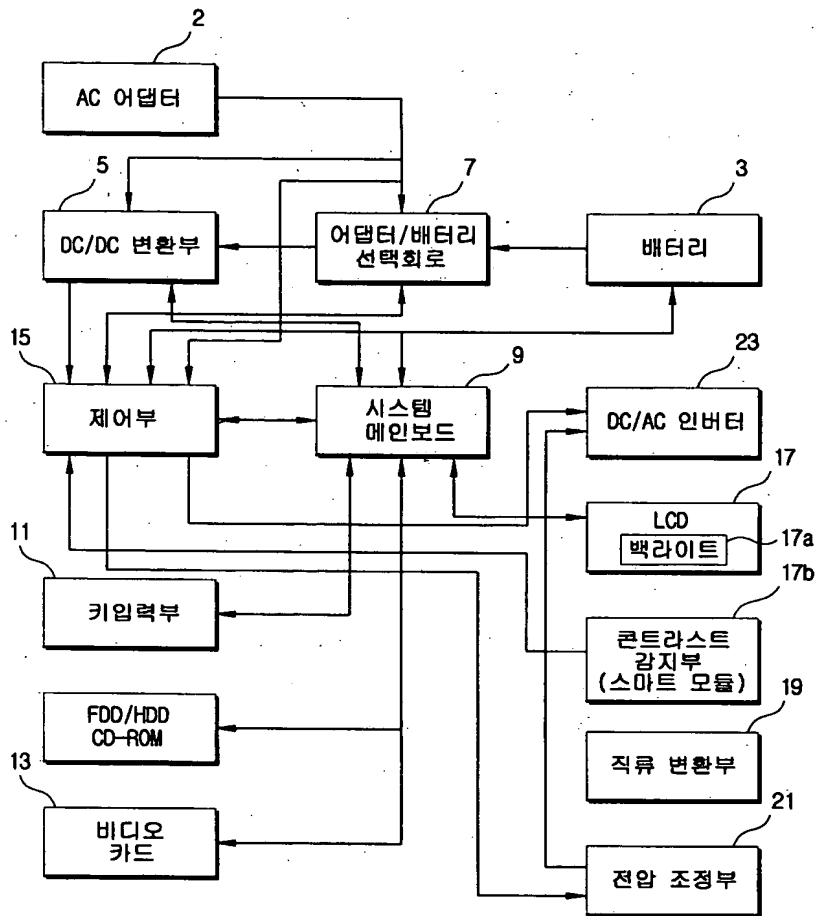 2
AC 어댑터
5
DC/DC 변환부
7
어댑터/배터리
선택회로
3
배터리
15
제어부
9
시스템
메인보드
23
DC/AC 인버터
17
LCD
백라이트
17a
11
키입력부
17b
콘트라스트
감지부
(스마트 모듈)
FDD/HDD
CD-ROM
19
직류 변환부
13
비디오
카드
21
전압 조정부